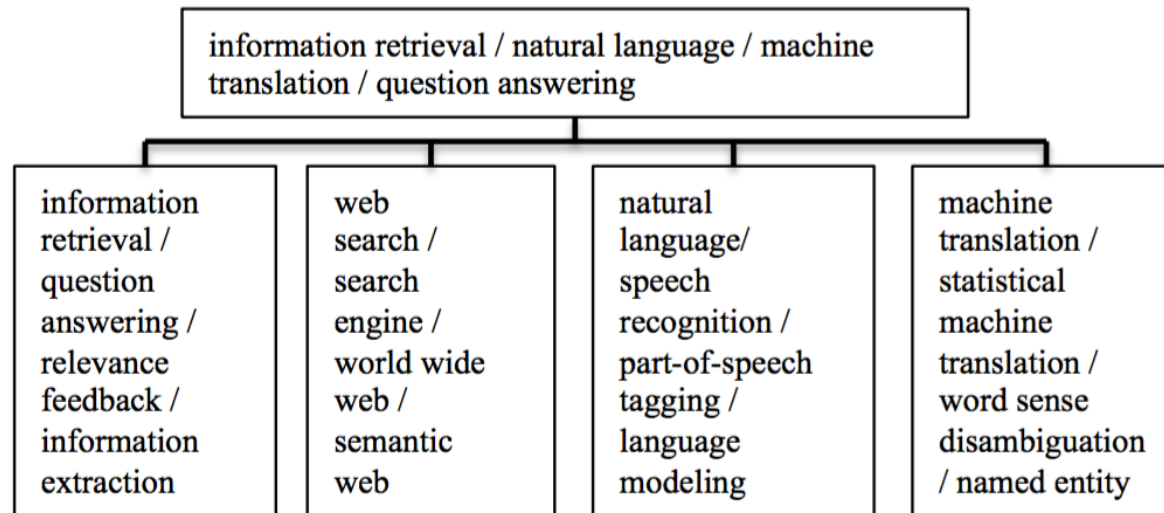 information retrieval / natural language / machine
translation / question answering
information
retrieval /
question
answering /
relevance
feedback /
information
extraction
web
search /
search
engine /
world wide
web /
semantic
web
natural
language/
speech
recognition /
part-of-speech
tagging /
language
modeling
machine
translation /
statistical
machine
translation /
word sense
disambiguation
/ named entity